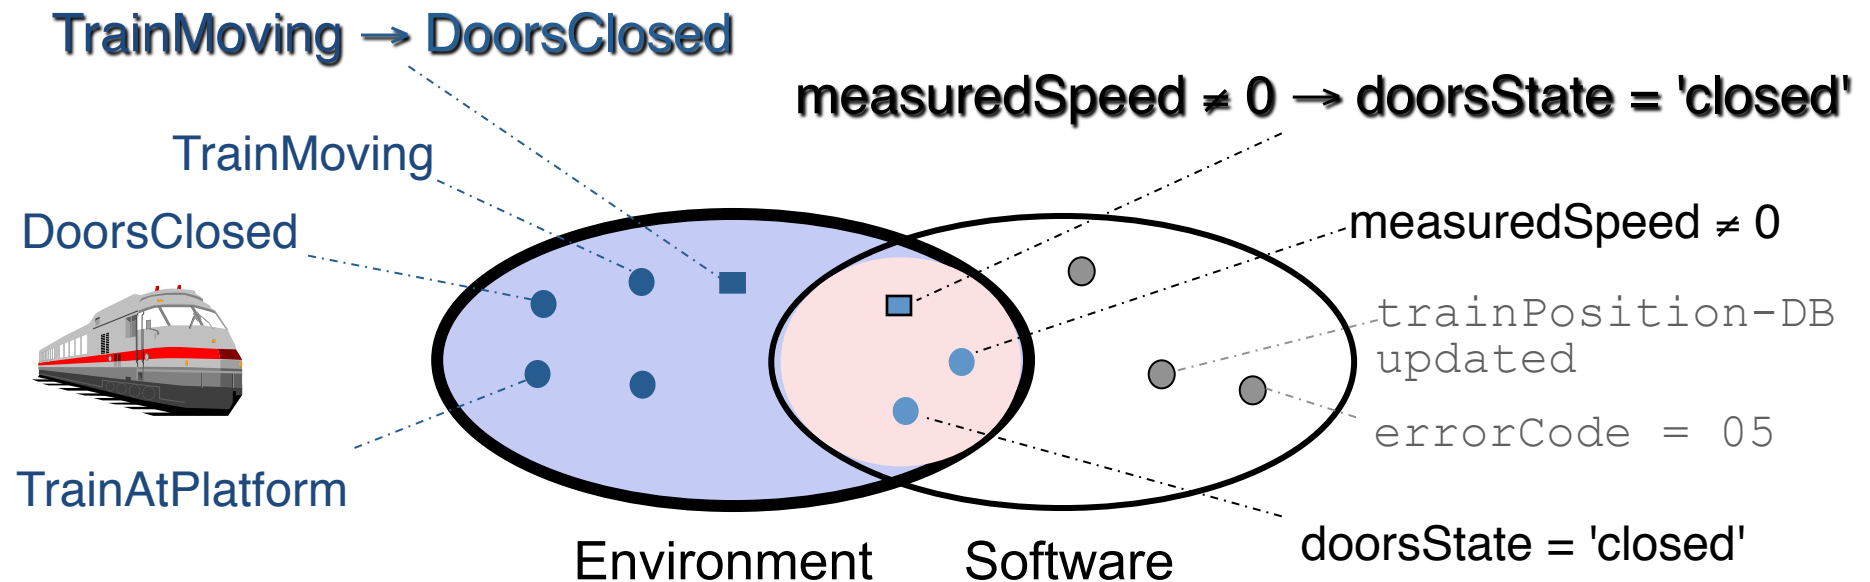 TrainMoving → DoorsClosed
measuredSpeed ≠ 0 → doorsState = 'closed'
TrainMoving
DoorsClosed
measuredSpeed ≠ 0
trainPosition-DB
updated
errorCode = 05
TrainAtPlatform
doorsState = 'closed'
Environment
Software